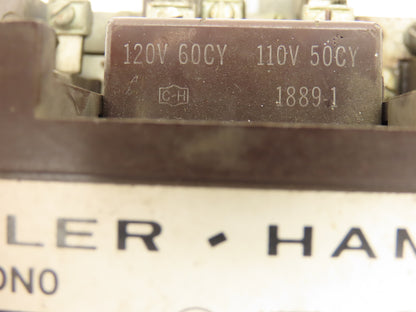 120V 60CY 110V 50CY
C-H 1889-1
LER • HAM
ONO